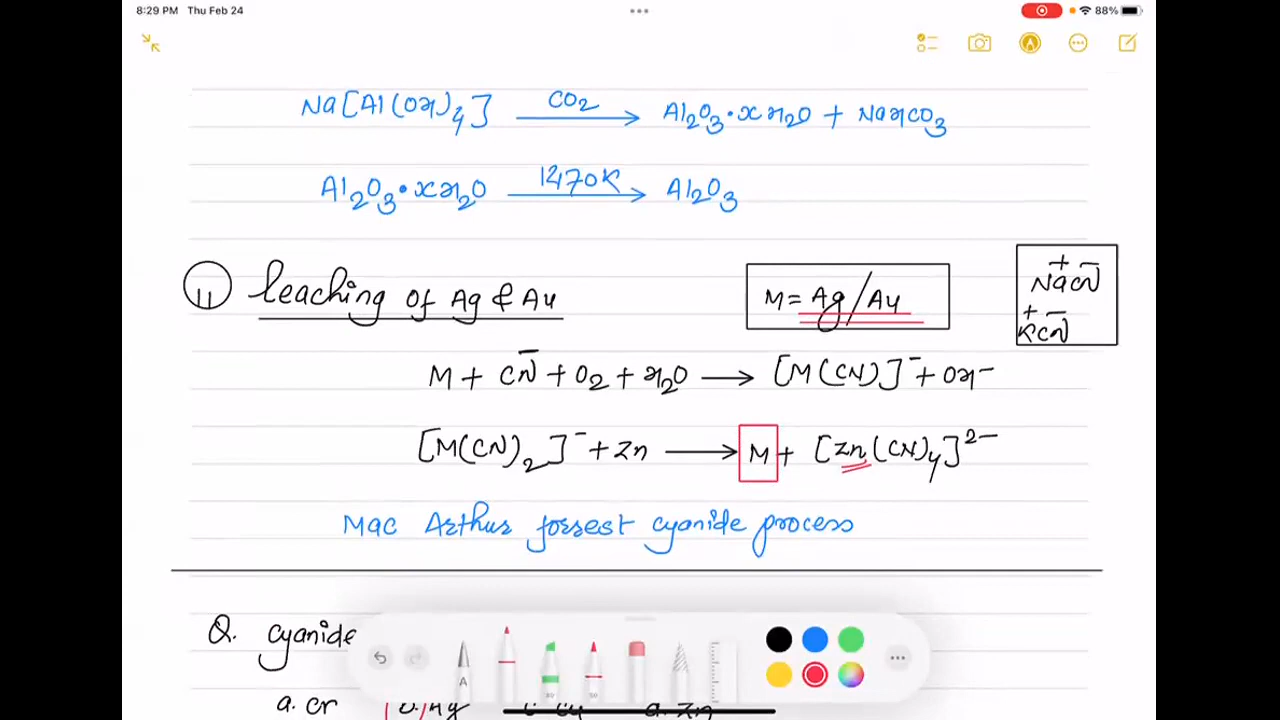 8:29 PM Thu Feb 24
88%
Na[Al(OH)4] CO2 → Al2O3·xH2O + NaHCO3
Al2O3·xH2O 1470K → Al2O3
11 leaching of Ag & Au
M = Ag/Au
+ -
NaCN
+ -
KCN
M + CN⁻ + O2 + H2O → [M(CN)]⁻ + OH⁻
[M(CN)2]⁻ + Zn → M + [Zn(CN)4]²⁻
Mac Arthur forrest cyanide process
Q. cyanide
a. cr
A